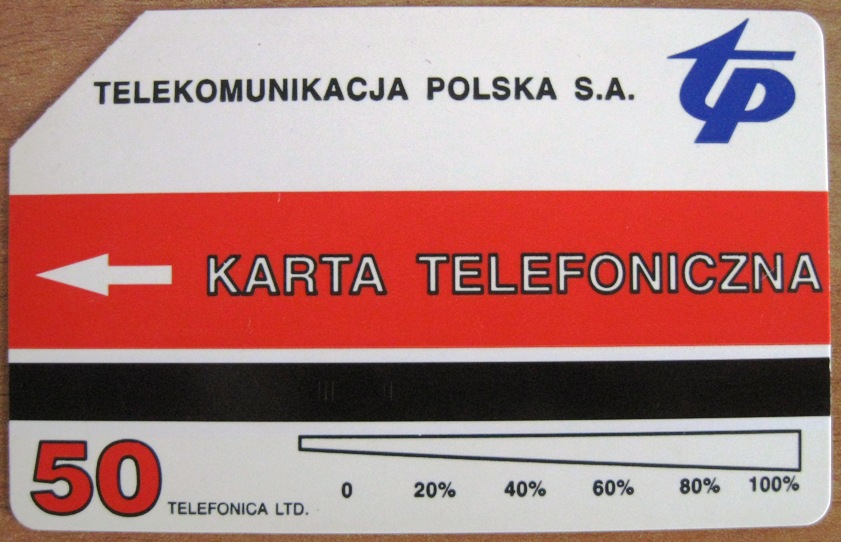 TELEKOMUNIKACJA POLSKA S.A.
tp
KARTA TELEFONICZNA
50 TELEFONICA LTD.
0 20% 40% 60% 80% 100%